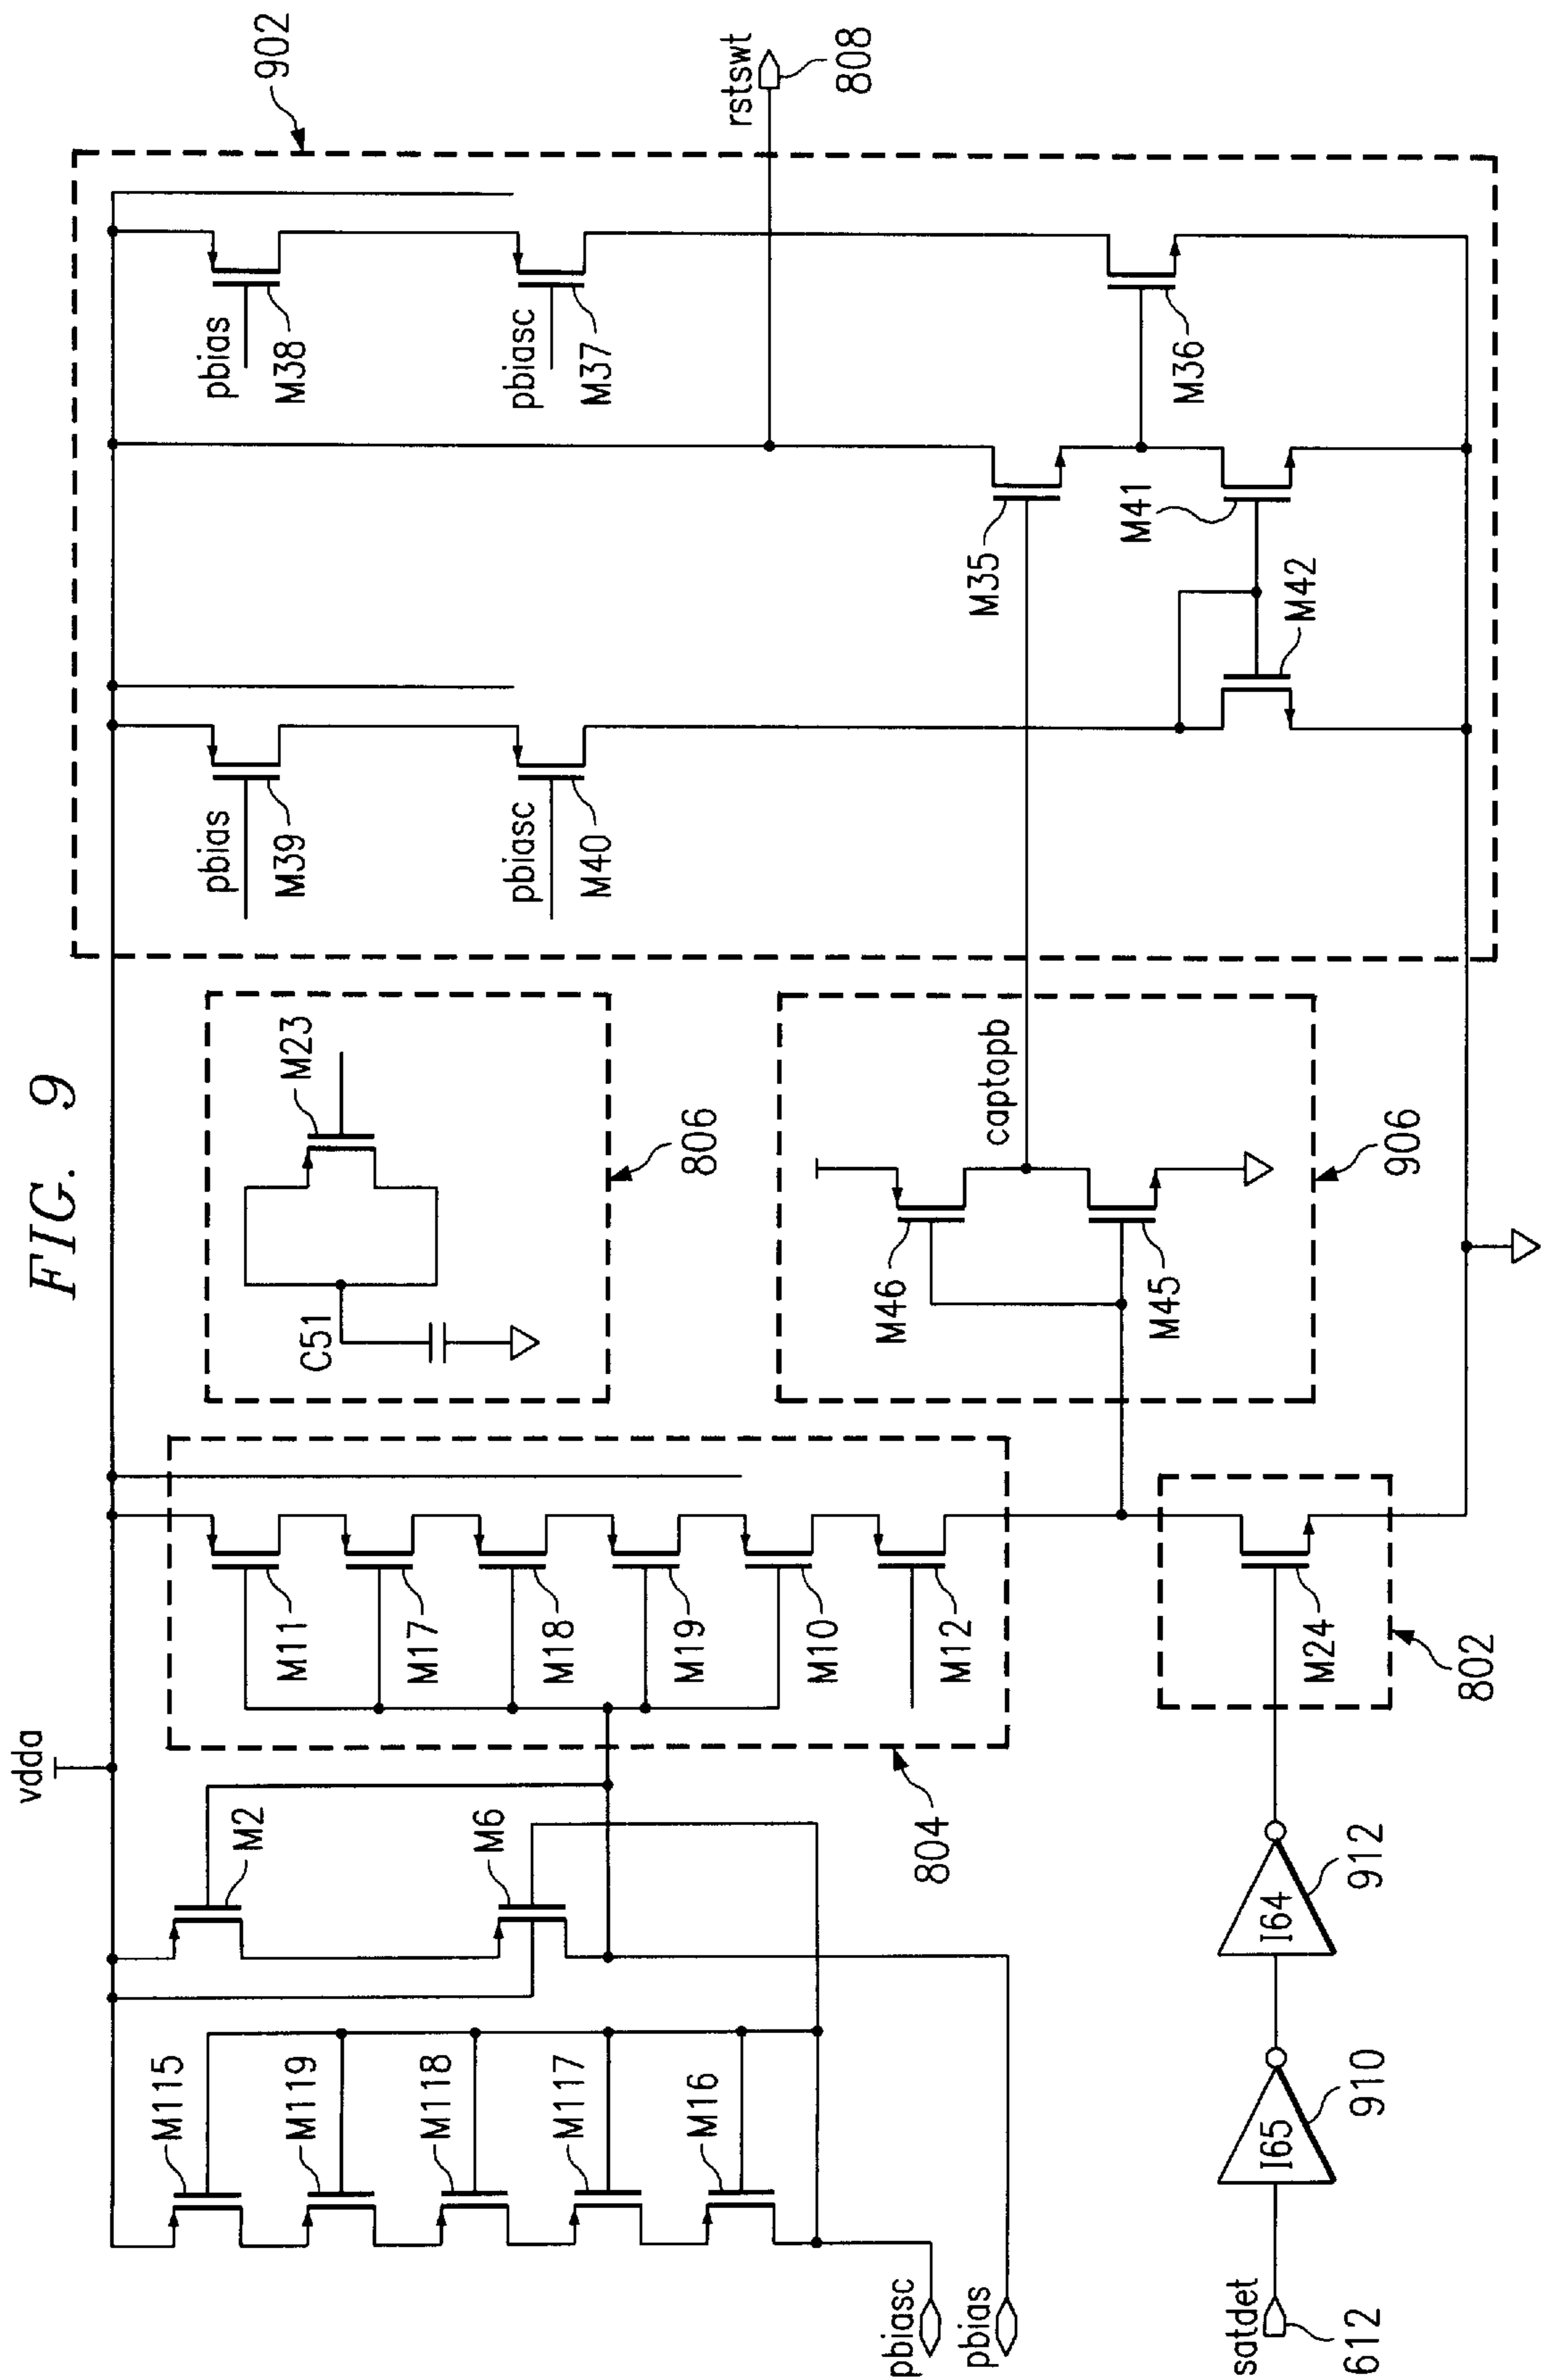 FIG. 9
vdda
902
rstswt
808
M115
M119
M118
M117
M16
pbiasc
pbias
M2
M6
804
M11
M17
M18
M19
M10
M12
C51
M23
806
pbias
M39
pbiasc
M40
pbias
M38
pbiasc
M37
M46
captopb
M45
906
M35
M36
M41
M42
satdet
612
I65
910
I64
912
M24
802